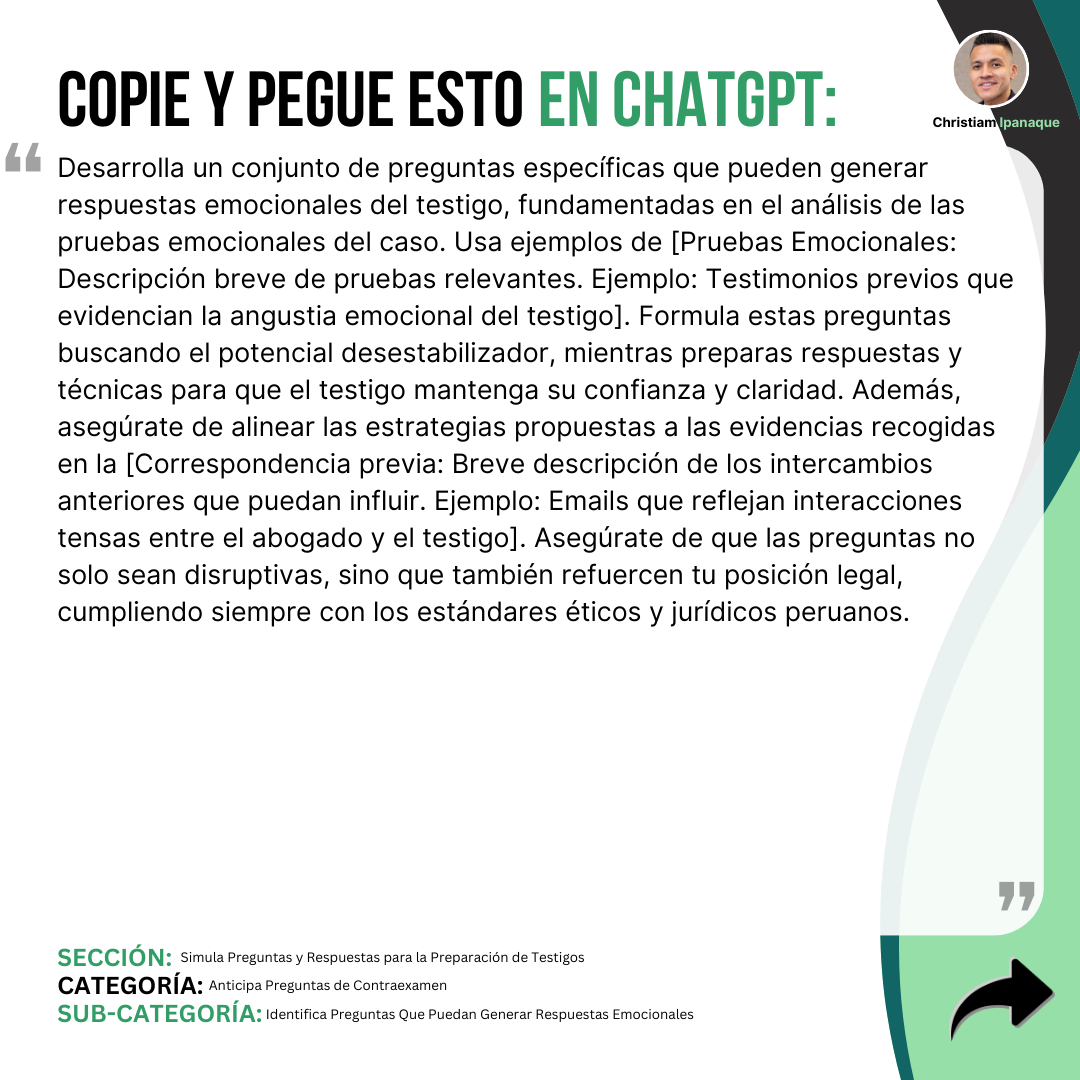 COPIE Y PEGUE ESTO EN CHATGPT:
Christiam Ipanaque
“
Desarrolla un conjunto de preguntas específicas que pueden generar
respuestas emocionales del testigo, fundamentadas en el análisis de las
pruebas emocionales del caso. Usa ejemplos de [Pruebas Emocionales:
Descripción breve de pruebas relevantes. Ejemplo: Testimonios previos que
evidencian la angustia emocional del testigo]. Formula estas preguntas
buscando el potencial desestabilizador, mientras preparas respuestas y
técnicas para que el testigo mantenga su confianza y claridad. Además,
asegúrate de alinear las estrategias propuestas a las evidencias recogidas
en la [Correspondencia previa: Breve descripción de los intercambios
anteriores que puedan influir. Ejemplo: Emails que reflejan interacciones
tensas entre el abogado y el testigo]. Asegúrate de que las preguntas no
solo sean disruptivas, sino que también refuercen tu posición legal,
cumpliendo siempre con los estándares éticos y jurídicos peruanos.
”
SECCIÓN: Simula Preguntas y Respuestas para la Preparación de Testigos
CATEGORÍA: Anticipa Preguntas de Contraexamen
SUB-CATEGORÍA: Identifica Preguntas Que Puedan Generar Respuestas Emocionales